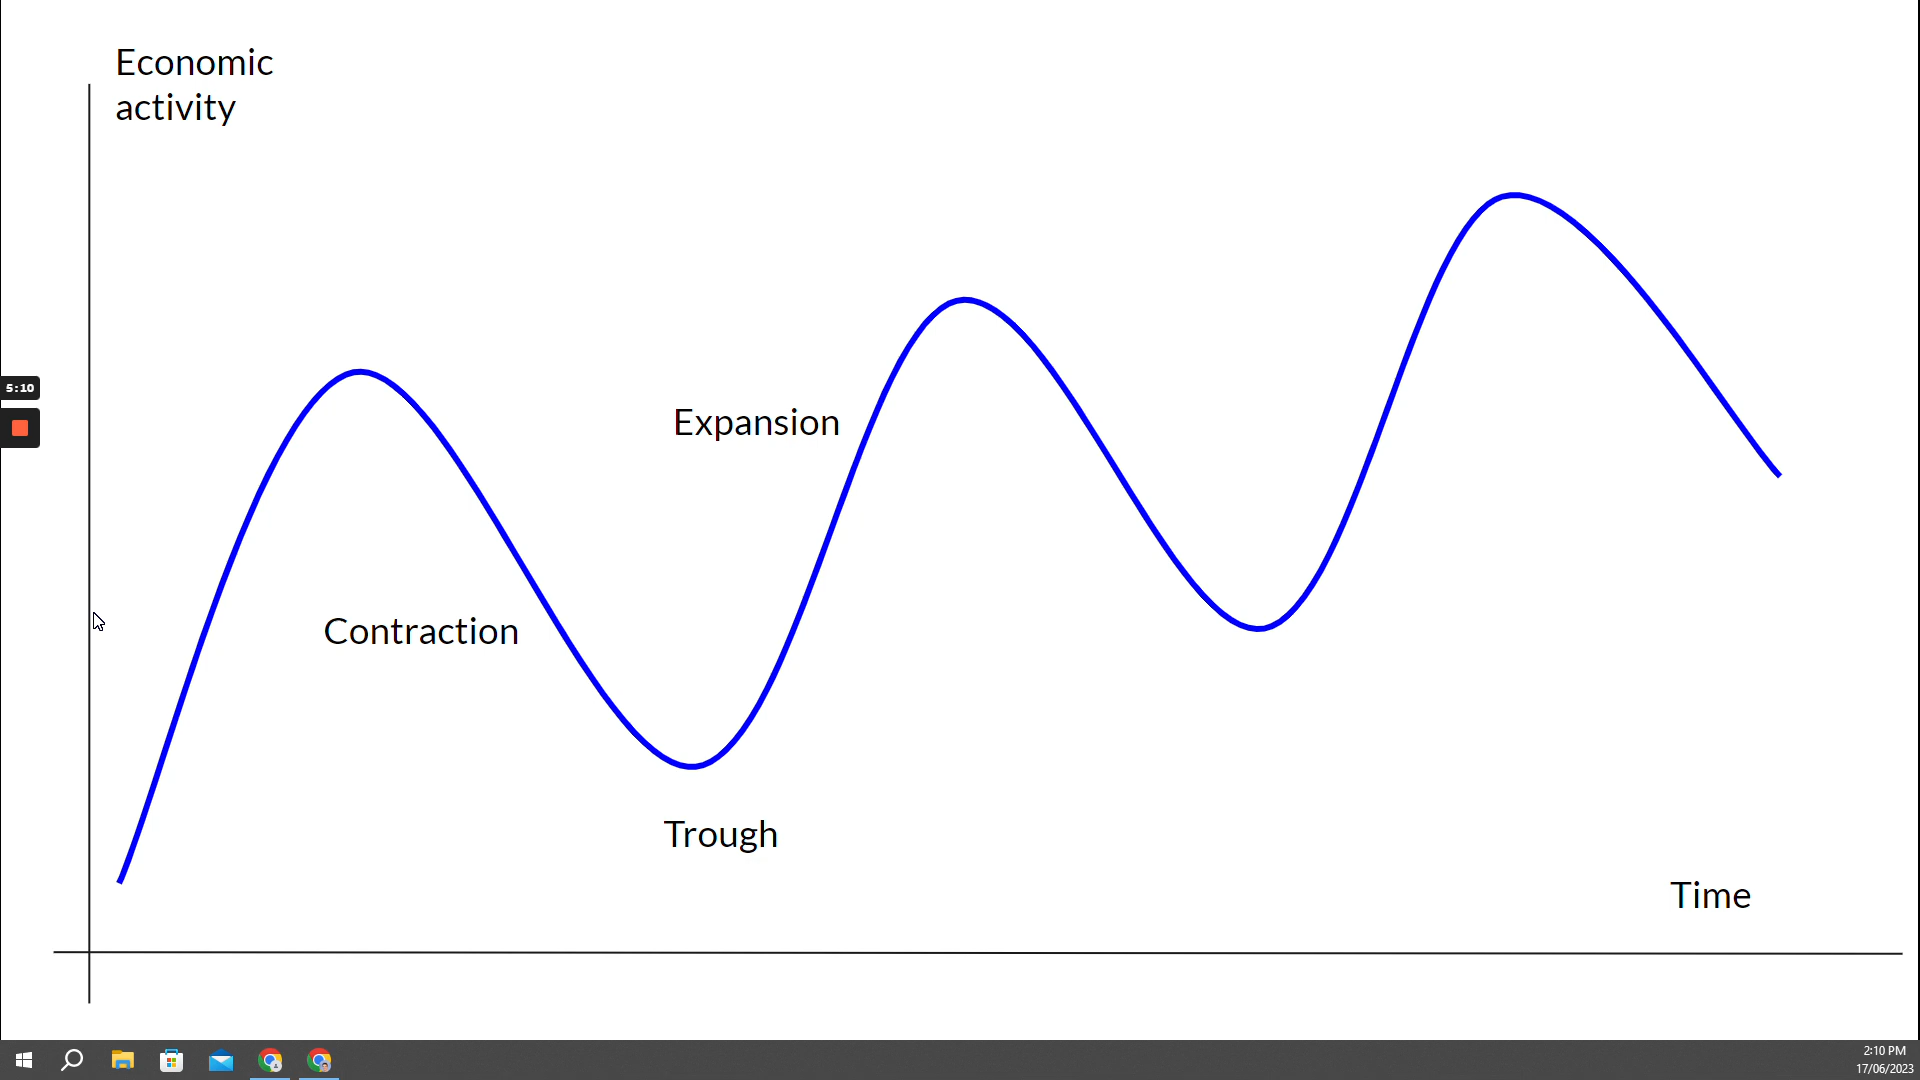 Economic
activity
5:10
Expansion
Contraction
Trough
Time
2:10 PM
17/06/2023